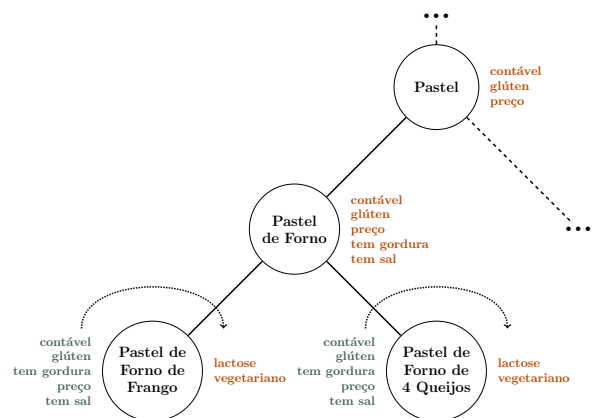 Pastel
contável
glúten
preço
Pastel
de Forno
contável
glúten
preço
tem gordura
tem sal
contável
glúten
tem gordura
preço
tem sal
Pastel de
Forno de
Frango
lactose
vegetariano
contável
glúten
tem gordura
preço
tem sal
Pastel de
Forno de
4 Queijos
lactose
vegetariano